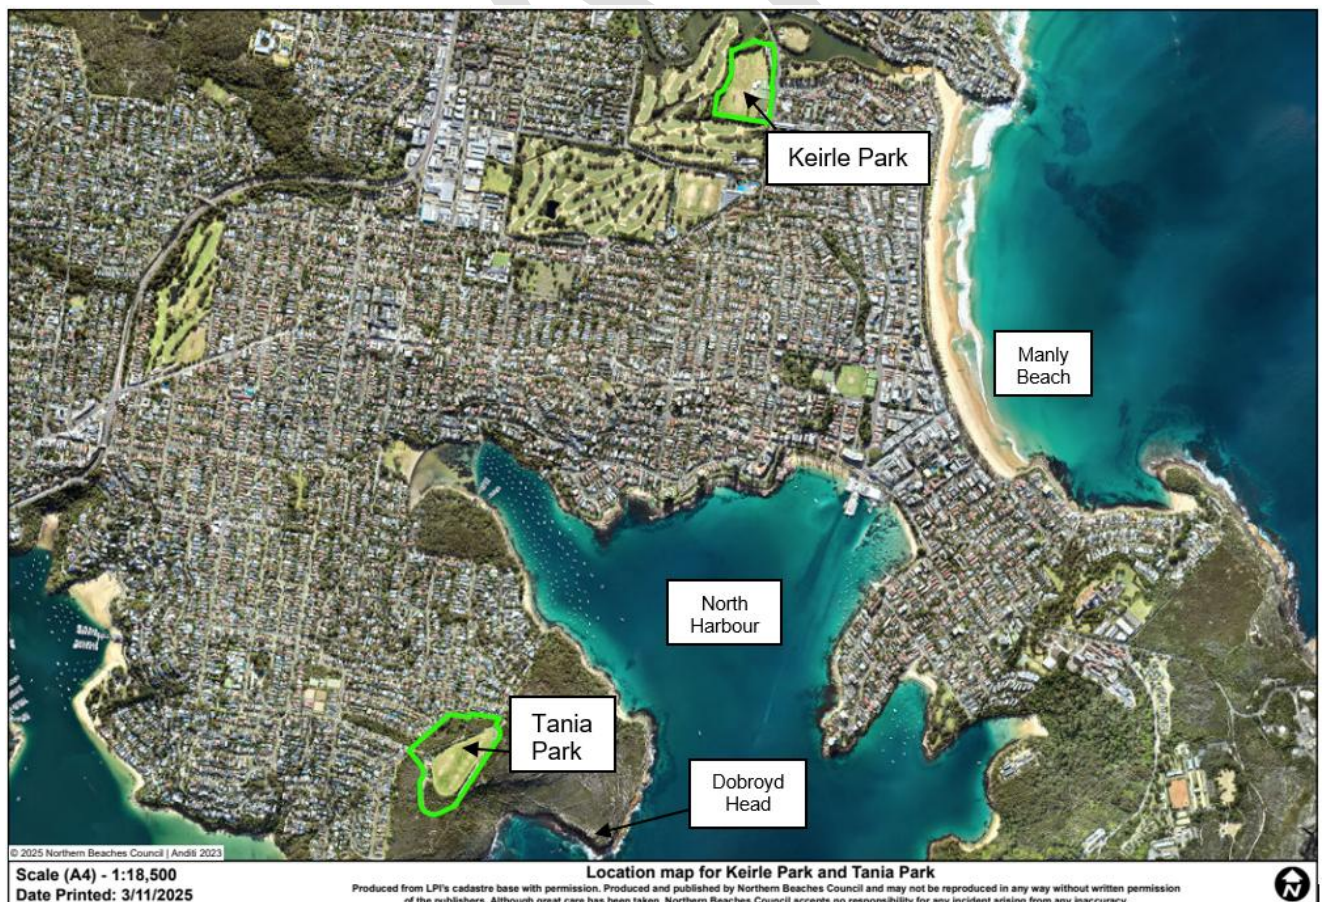 Keirle Park
Manly
Beach
North
Harbour
Tania
Park
Dobroyd
Head
© 2025 Northern Beaches Council | Anditi 2023
Scale (A4) - 1:18,500
Date Printed: 3/11/2025
Location map for Keirle Park and Tania Park
Produced from LPI's cadastre base with permission. Produced and published by Northern Beaches Council and may not be reproduced in any way without written permission
of the publishers. Although great care has been taken, Northern Beaches Council accepts no responsibility for any incident arising from any inaccuracy
N